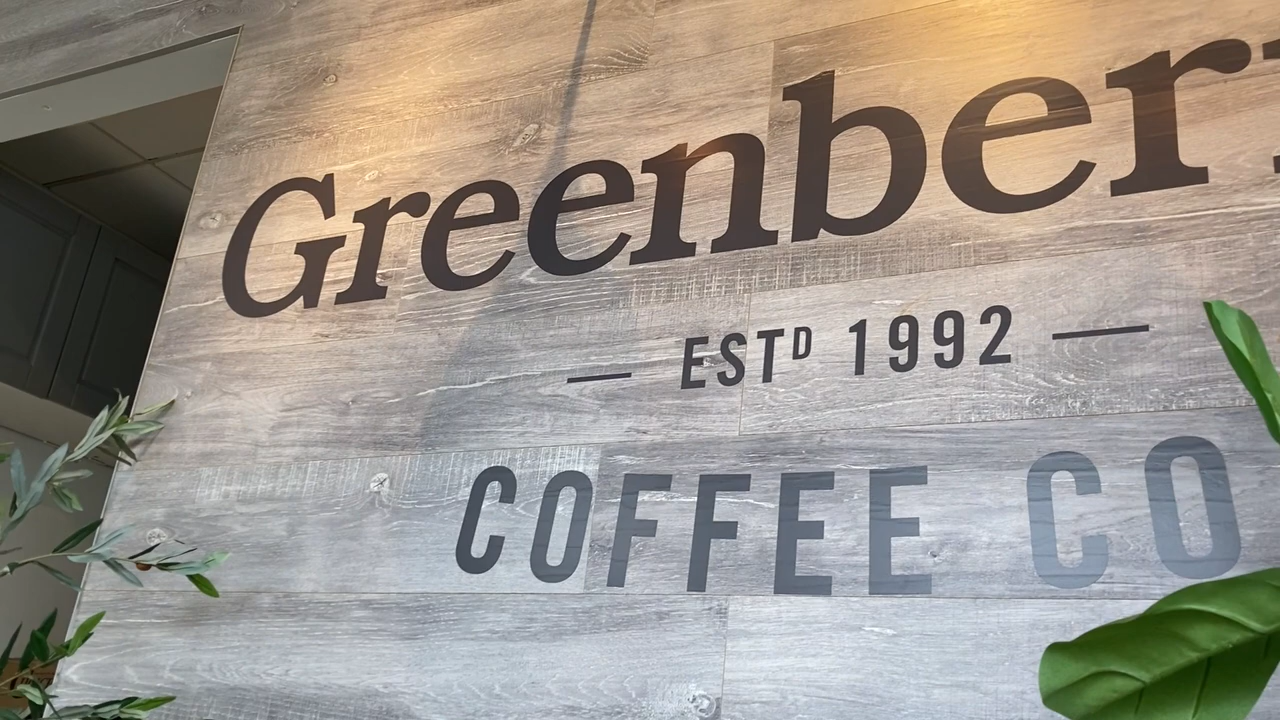 Greenber
— ESTᴰ 1992 —
COFFEE CO